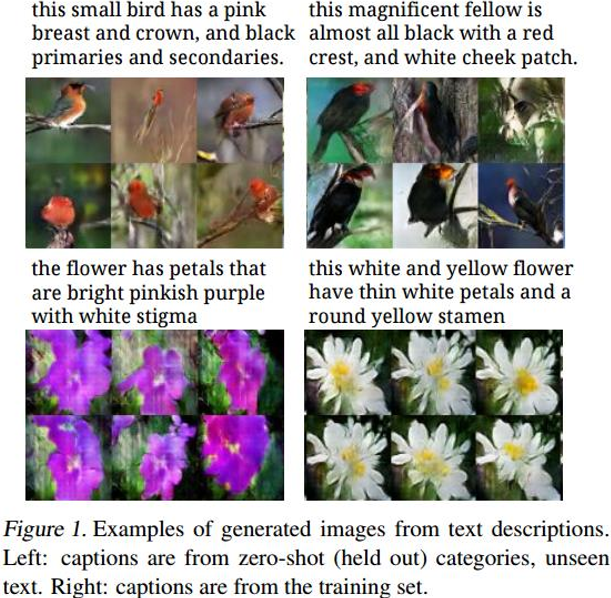 this small bird has a pink
breast and crown, and black
primaries and secondaries.
this magnificent fellow is
almost all black with a red
crest, and white cheek patch.
the flower has petals that
are bright pinkish purple
with white stigma
this white and yellow flower
have thin white petals and a
round yellow stamen
Figure 1. Examples of generated images from text descriptions.
Left: captions are from zero-shot (held out) categories, unseen
text. Right: captions are from the training set.